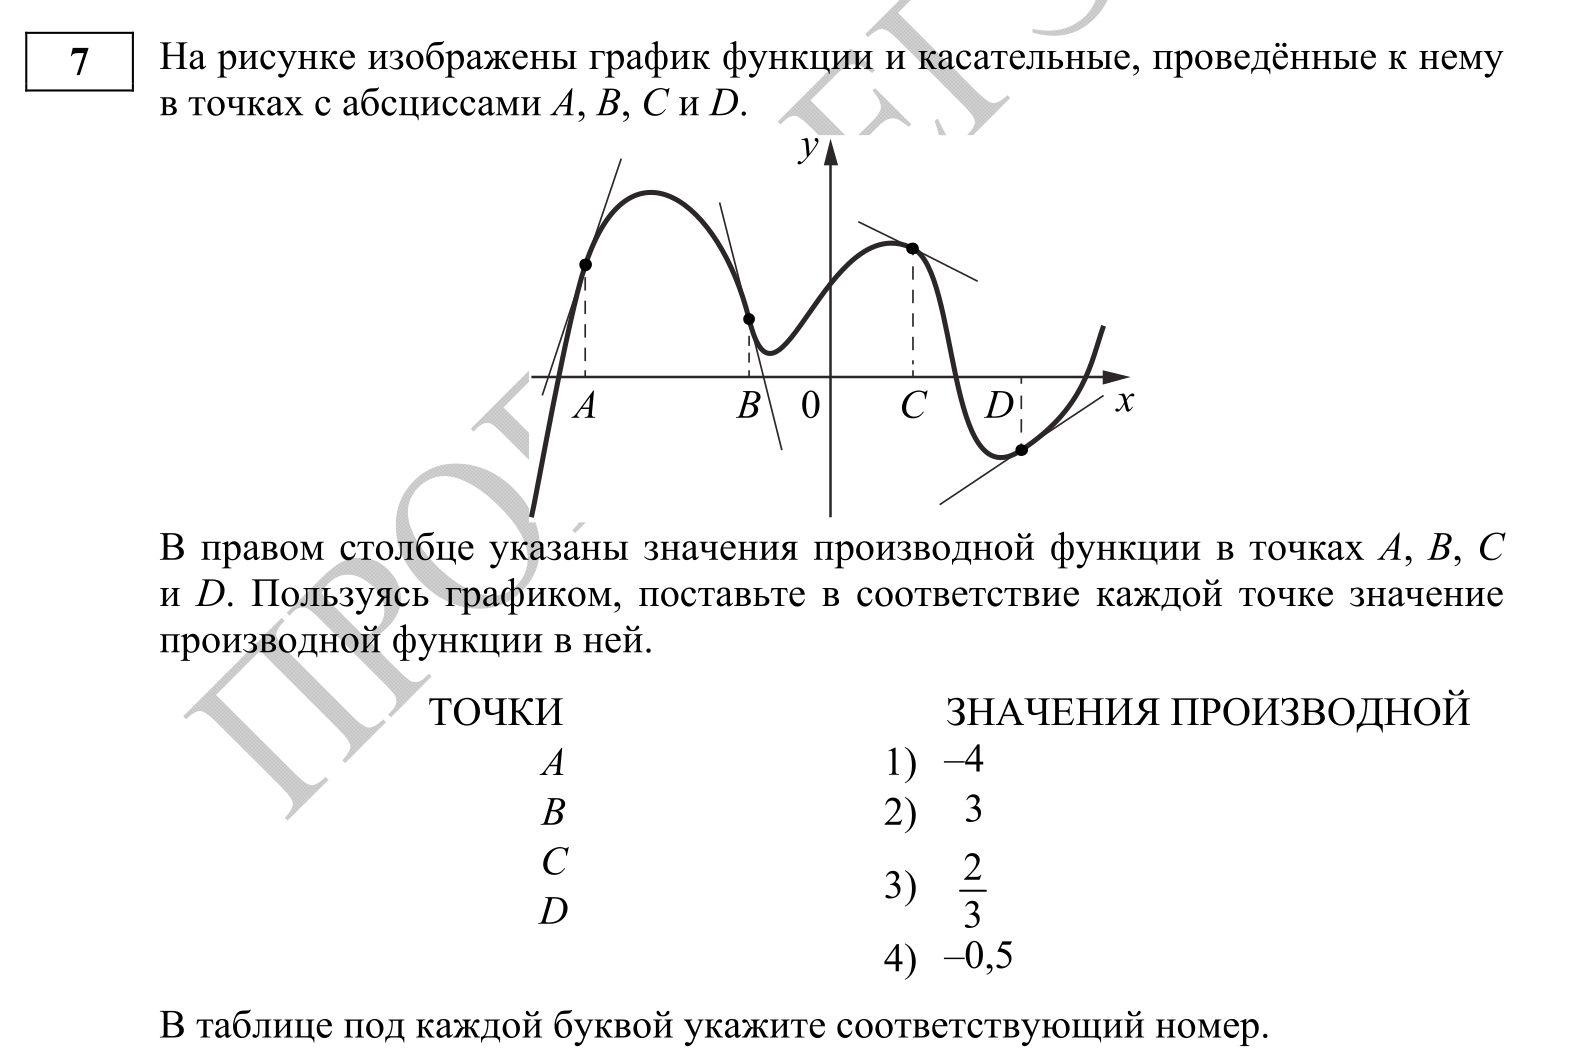 7 На рисунке изображены график функции и касательные, проведённые к нему
в точках с абсциссами A, B, C и D.
y
A B 0 C D x
В правом столбце указаны значения производной функции в точках A, B, C
и D. Пользуясь графиком, поставьте в соответствие каждой точке значение
производной функции в ней.
ТОЧКИ ЗНАЧЕНИЯ ПРОИЗВОДНОЙ
A 1) –4
B 2) 3
C 3) 2/3
D 4) –0,5
В таблице под каждой буквой укажите соответствующий номер.